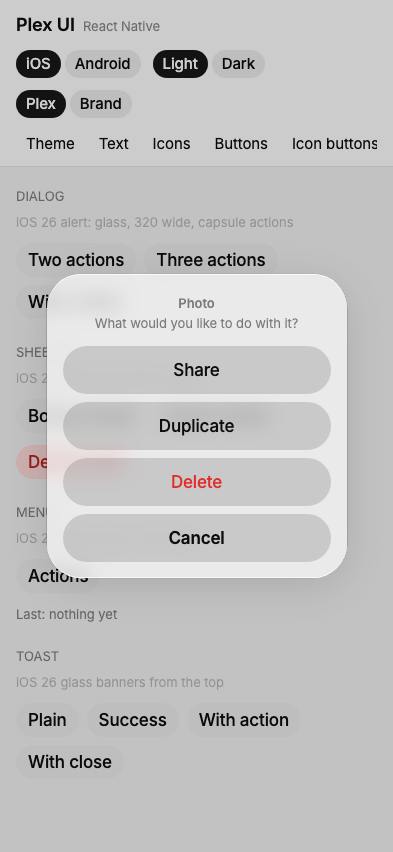 Plex UI React Native
iOS Android Light Dark
Plex Brand
Theme Text Icons Buttons Icon buttons
DIALOG
iOS 26 alert: glass, 320 wide, capsule actions
Two actions Three actions
Photo
What would you like to do with it?
Share
Duplicate
Delete
Cancel
Actions
Last: nothing yet
TOAST
iOS 26 glass banners from the top
Plain Success With action
With close